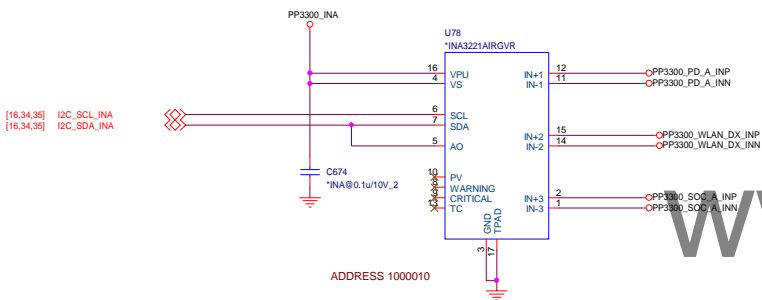 PP3300_INA
U78
*INA3221AIRGVR
16 VPU IN+1 12 PP3300_PD_A_INP
4 VS IN-1 11 PP3300_PD_A_INN
[16,34,35] I2C_SCL_INA 6 SCL
[16,34,35] I2C_SDA_INA 7 SDA
IN+2 15 PP3300_WLAN_DX_INP
5 AO IN-2 14 PP3300_WLAN_DX_INN
C674
*INA@0.1u/10V_2
10 PV
8 WARNING
9 CRITICAL IN+3 2 PP3300_SOC_A_INP
13 TC IN-3 1 PP3300_SOC_A_INN
GND
TPAD
3
17
ADDRESS 1000010